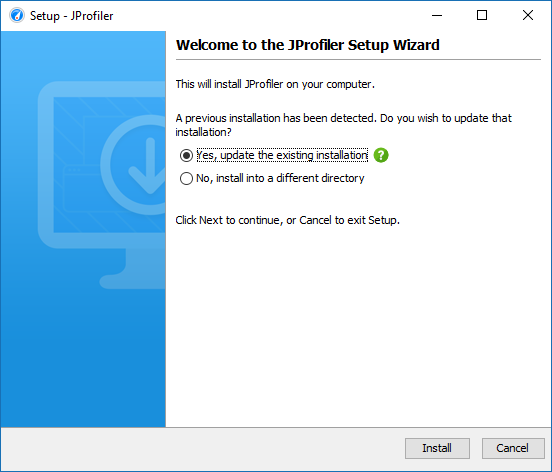 Setup - JProfiler
Welcome to the JProfiler Setup Wizard
This will install JProfiler on your computer.
A previous installation has been detected. Do you wish to update that
installation?
Yes, update the existing installation
?
No, install into a different directory
Click Next to continue, or Cancel to exit Setup.
Install
Cancel